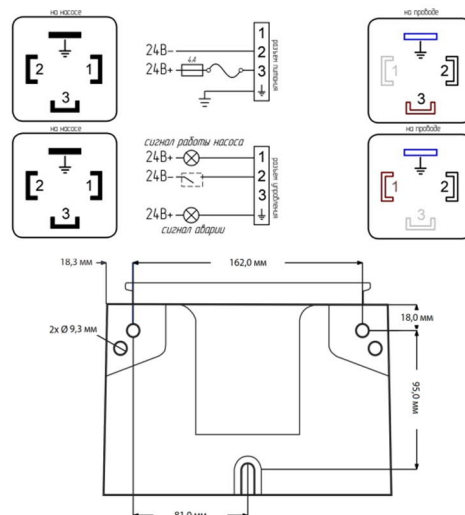 на насосе
2
1
3
24В-
24В+
4А
1
2
3
разъем питания
на проводе
1
2
3
на насосе
2
1
3
сигнал работы насоса
24В+
24В-
24В+
сигнал аварии
1
2
3
разъем управления
на проводе
1
2
3
18,3 мм
162,0 мм
18,0 мм
2x Ø 9,3 мм
95,0 мм
81,0 мм